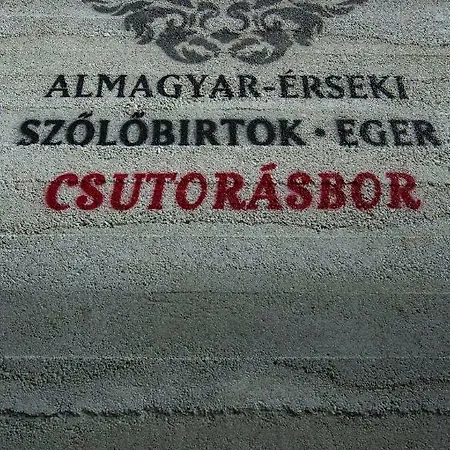 ALMAGYAR-ÉRSEKI
SZŐLŐBIRTOK · EGER
CSUTORÁSBOR